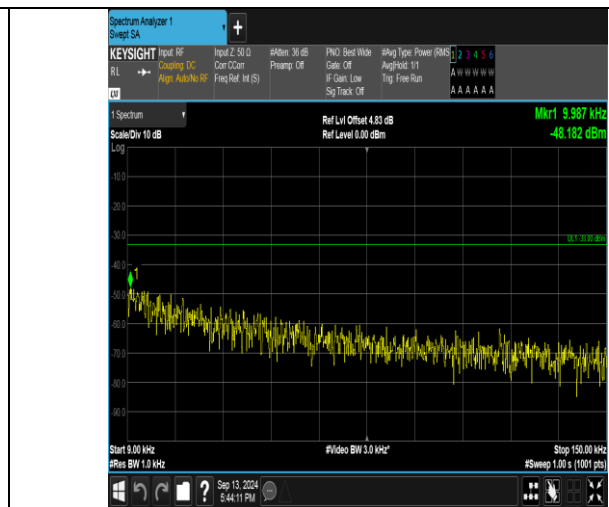 Spectrum Analyzer 1
Swept SA
+
KEYSIGHT
RL
Input: RF
Coupling: DC
Align: Auto/No RF
Input Z: 50 Ω
Corr CCorr
Freq Ref: Int (S)
#Atten: 36 dB
Preamp: Off
PNO: Best Wide
Gate: Off
IF Gain: Low
Sig Track: Off
#Avg Type: Power (RMS
Avg|Hold: 1/1
Trig: Free Run
1 2 3 4 5 6
A W W W W W
A A A A A A
1 Spectrum
Scale/Div 10 dB
Ref Lvl Offset 4.83 dB
Ref Level 0.00 dBm
Mkr1 9.987 kHz
-48.182 dBm
Log
-10.0
-20.0
-30.0
DL1 -33.00 dBm
-40.0
1
-50.0
-60.0
-70.0
-80.0
-90.0
Start 9.00 kHz
#Res BW 1.0 kHz
#Video BW 3.0 kHz*
Stop 150.00 kHz
#Sweep 1.00 s (1001 pts)
?
Sep 13, 2024
5:44:11 PM